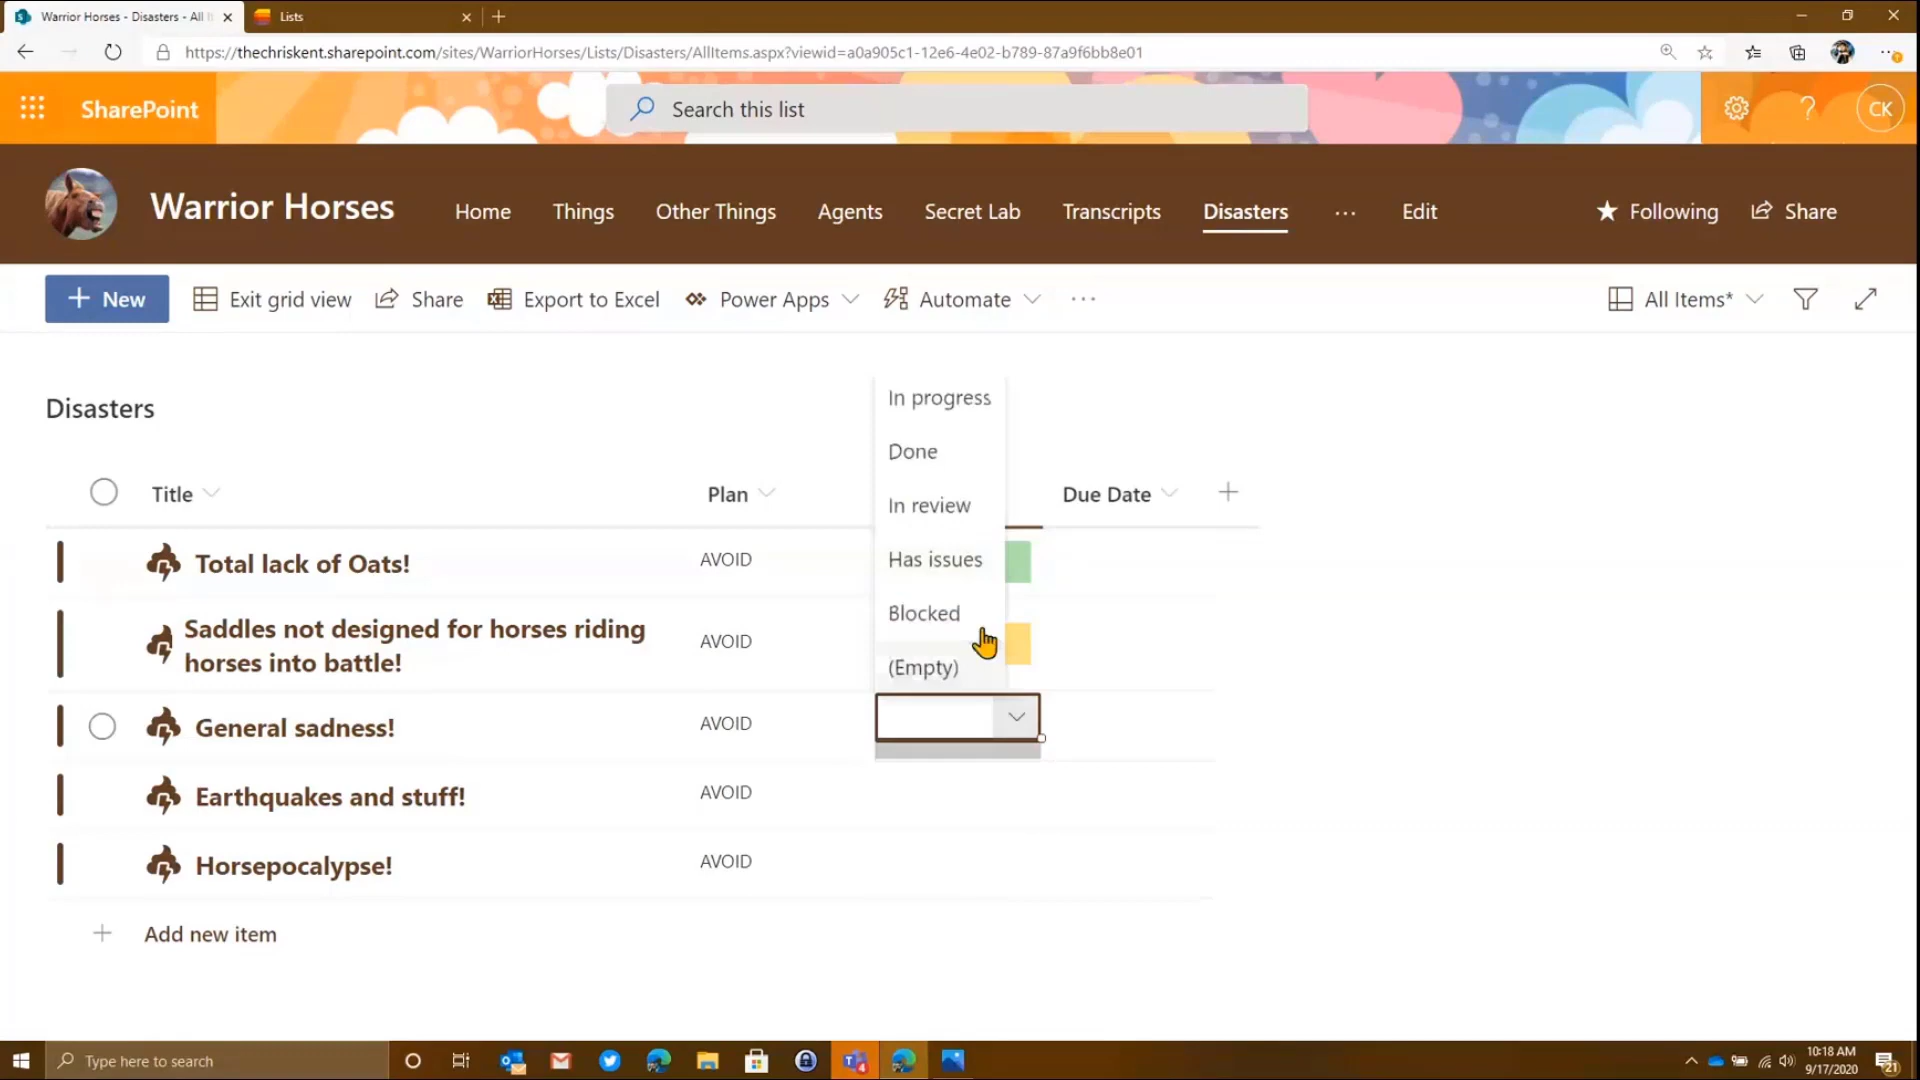 Warrior Horses - Disasters - All
Lists
https://thechriskent.sharepoint.com/sites/WarriorHorses/Lists/Disasters/AllItems.aspx?viewid=a0a905c1-12e6-4e02-b789-87a9f6bb8e01
SharePoint
Search this list
?
CK
Warrior Horses
Home
Things
Other Things
Agents
Secret Lab
Transcripts
Disasters
...
Edit
Following
Share
+ New
Exit grid view
Share
Export to Excel
Power Apps
Automate
...
All Items*
Disasters
In progress
Done
In review
Has issues
Blocked
(Empty)
Title
Plan
Due Date
+
Total lack of Oats!
AVOID
Saddles not designed for horses riding
horses into battle!
AVOID
General sadness!
AVOID
Earthquakes and stuff!
AVOID
Horsepocalypse!
AVOID
+ Add new item
Type here to search
4
10:18 AM
9/17/2020
21